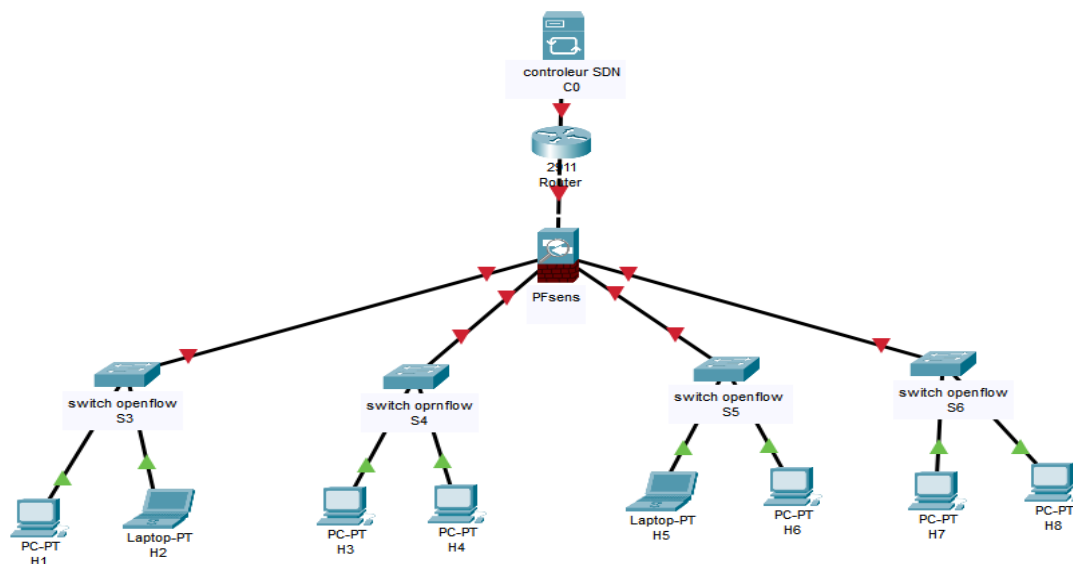 controleur SDN
C0
2911
Router
PFsens
switch openflow
S3
switch oprnflow
S4
switch openflow
S5
switch openflow
S6
PC-PT
H1
Laptop-PT
H2
PC-PT
H3
PC-PT
H4
Laptop-PT
H5
PC-PT
H6
PC-PT
H7
PC-PT
H8